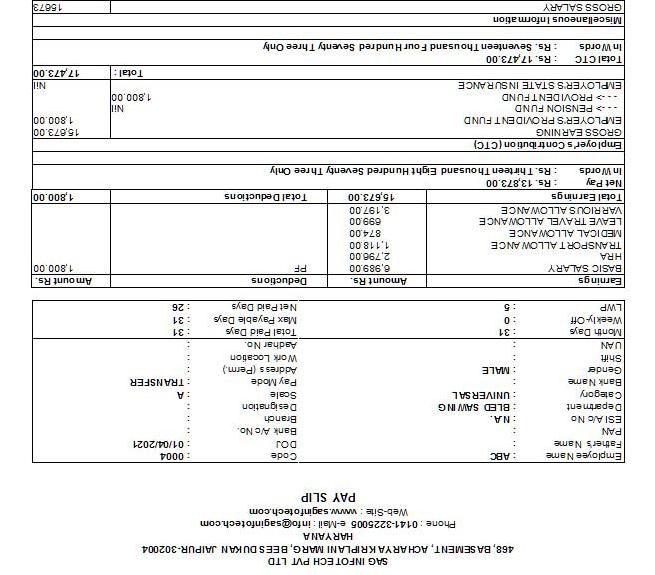 SAG INFOTECH PVT LTD
468, BASEMENT, ACHARYA KRIPLANI MARG, BEES DUKAN JAIPUR-302004
HARYANA
Phone : 0141-3225005 e-Mail : info@saginfotech.com
Web-Site : www.saginfotech.com
PAY SLIP
Employee Name : ABC Code : 0004
Father's Name : DOJ : 01/04/2021
PAN : Bank A/c No. :
ESI A/c No : N.A. Branch :
Department : BLED SAWING Designation :
Category : UNIVERSAL Scale : A
Bank Name : Pay Mode : TRANSFER
Gender : MALE Address (Perm.) :
Shift : Work Location :
UAN : Aadhar No. :
Month Days : 31 Total Paid Days : 31
Weekly-Off : 0 Max Payable Days : 31
LWP : 5 Net Paid Days : 26
Earnings Amount Rs. Deductions Amount Rs.
BASIC SALARY 6,989.00 PF 1,800.00
HRA 2,796.00
TRANSPORT ALLOWANCE 1,118.00
MEDICAL ALLOWANCE 874.00
LEAVE TRAVEL ALLOWANCE 699.00
VARRIOUS ALLOWANCE 3,197.00
Total Earnings 15,673.00 Total Deductions 1,800.00
Net Pay : Rs. 13,873.00
In Words : Rs. Thirteen Thousand Eight Hundred Seventy Three Only
Employer's Contribution (CTC)
GROSS EARNING 15,673.00
EMPLOYER'S PROVIDENT FUND 1,800.00
---> PENSION FUND Nil
---> PROVIDENT FUND 1,800.00
EMPLOYER'S STATE INSURANCE Nil
Total : 17,473.00
Total CTC : Rs. 17,473.00
In Words : Rs. Seventeen Thousand Four Hundred Seventy Three Only
Miscellaneous Information
GROSS SALARY 15673